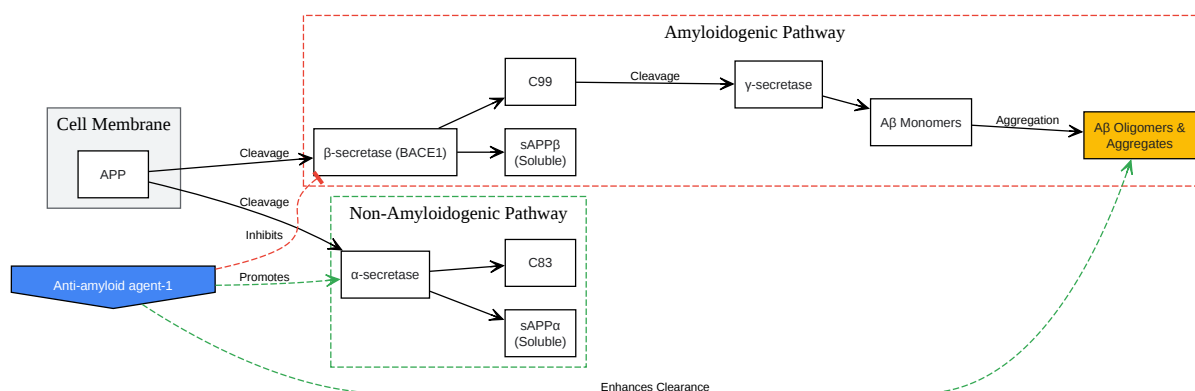 Amyloidogenic Pathway
C99
Cleavage
γ-secretase
Cell Membrane
APP
Cleavage
β-secretase (BACE1)
sAPPβ
(Soluble)
Aβ Monomers
Aggregation
Aβ Oligomers &
Aggregates
Cleavage
Inhibits
Non-Amyloidogenic Pathway
Anti-amyloid agent-1
Promotes
α-secretase
C83
sAPPα
(Soluble)
Enhances Clearance